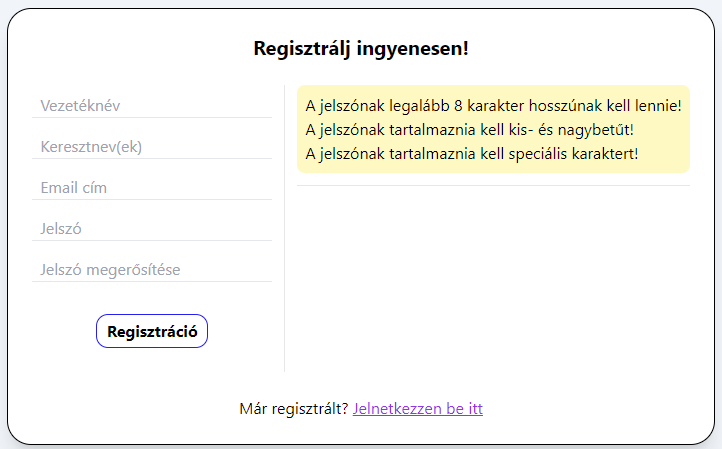 Regisztrálj ingyenesen!
Vezetéknév
Keresztnev(ek)
Email cím
Jelszó
Jelszó megerősítése
Regisztráció
A jelszónak legalább 8 karakter hosszúnak kell lennie!
A jelszónak tartalmaznia kell kis- és nagybetűt!
A jelszónak tartalmaznia kell speciális karaktert!
Már regisztrált? Jelnetkezzen be itt